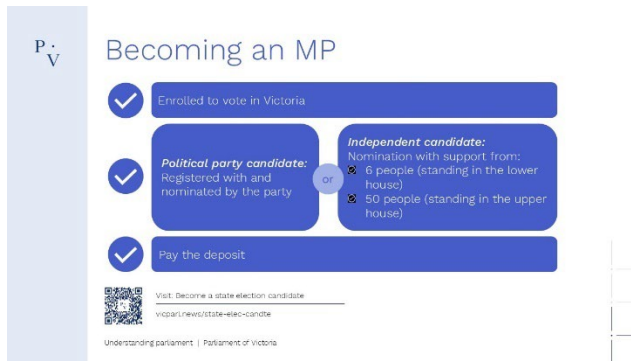 P.
V
Becoming an MP
Enrolled to vote in Victoria
Political party candidate:
Registered with and
nominated by the party
or
Independent candidate:
Nomination with support from:
6 people (standing in the lower
house)
50 people (standing in the upper
house)
Pay the deposit
Visit: Become a state election candidate
vicparl.news/state-elec-candte
Understanding parliament | Parliament of Victoria